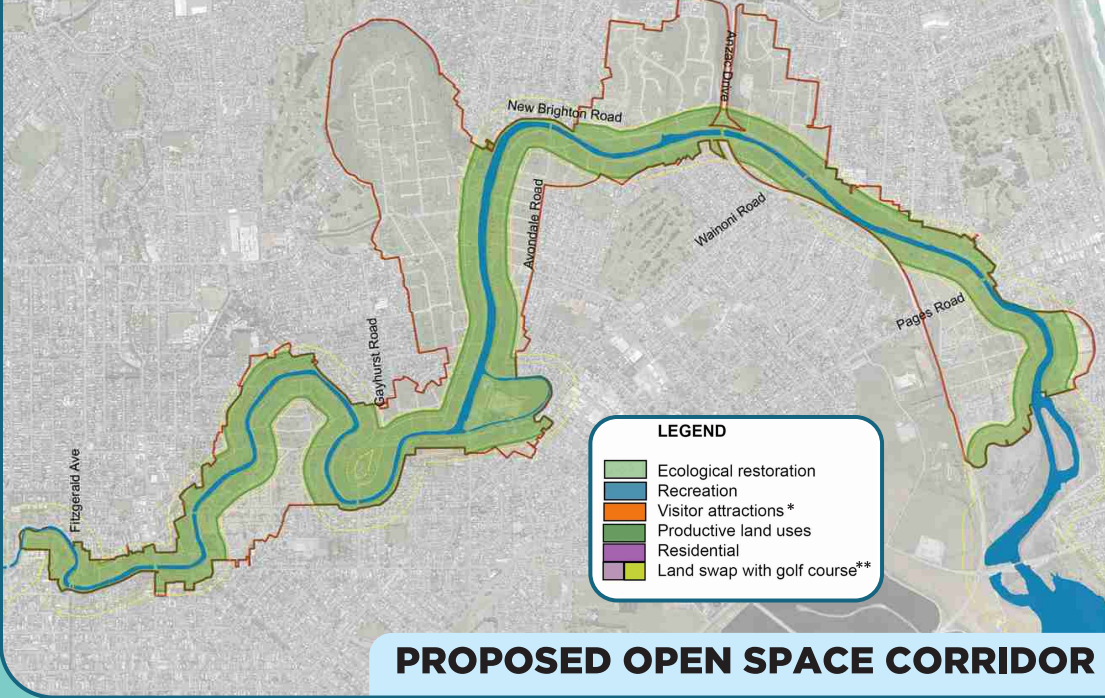 Anzac Drive
New Brighton Road
Avondale Road
Wainoni Road
Pages Road
Gayhurst Road
Fitzgerald Ave
LEGEND
Ecological restoration
Recreation
Visitor attractions *
Productive land uses
Residential
Land swap with golf course**
PROPOSED OPEN SPACE CORRIDOR